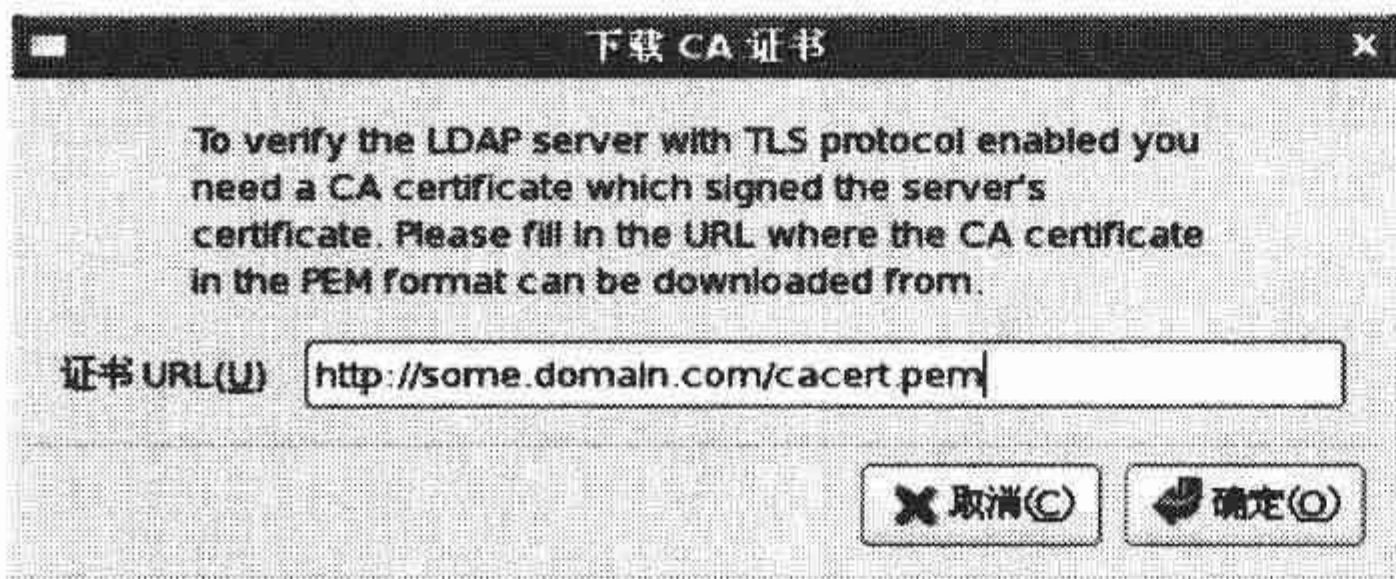 下载 CA 证书
To verify the LDAP server with TLS protocol enabled you
need a CA certificate which signed the server's
certificate. Please fill in the URL where the CA certificate
in the PEM format can be downloaded from.
证书 URL(U) http://some.domain.com/cacert.pem
取消(C) 确定(O)